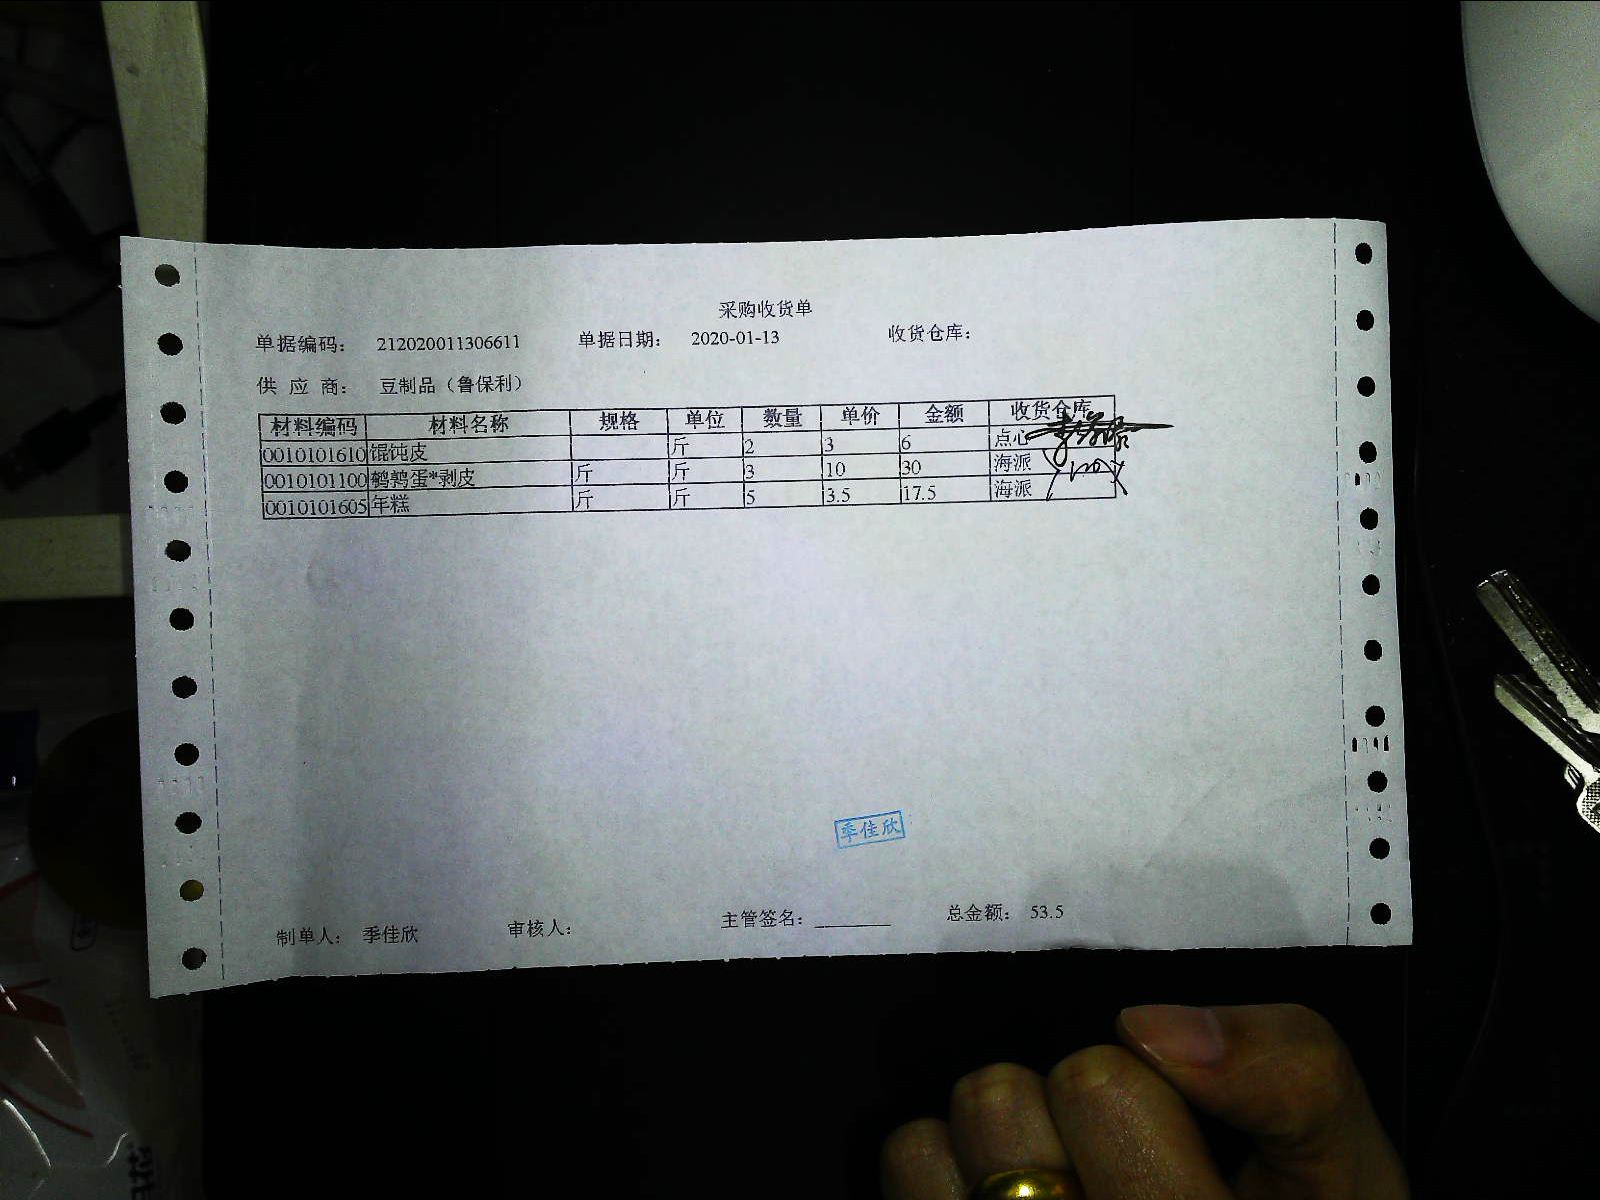 采购收货单
单据编码： 212020011306611 单据日期： 2020-01-13 收货仓库：
供 应 商： 豆制品（鲁保利）
材料编码 材料名称 规格 单位 数量 单价 金额 收货仓库
0010101610 馄饨皮 斤 2 3 6 点心
0010101100 鹌鹑蛋*剥皮 斤 斤 3 10 30 海派
0010101605 年糕 斤 斤 5 3.5 17.5 海派
季佳欣
制单人： 季佳欣 审核人： 主管签名： 总金额： 53.5